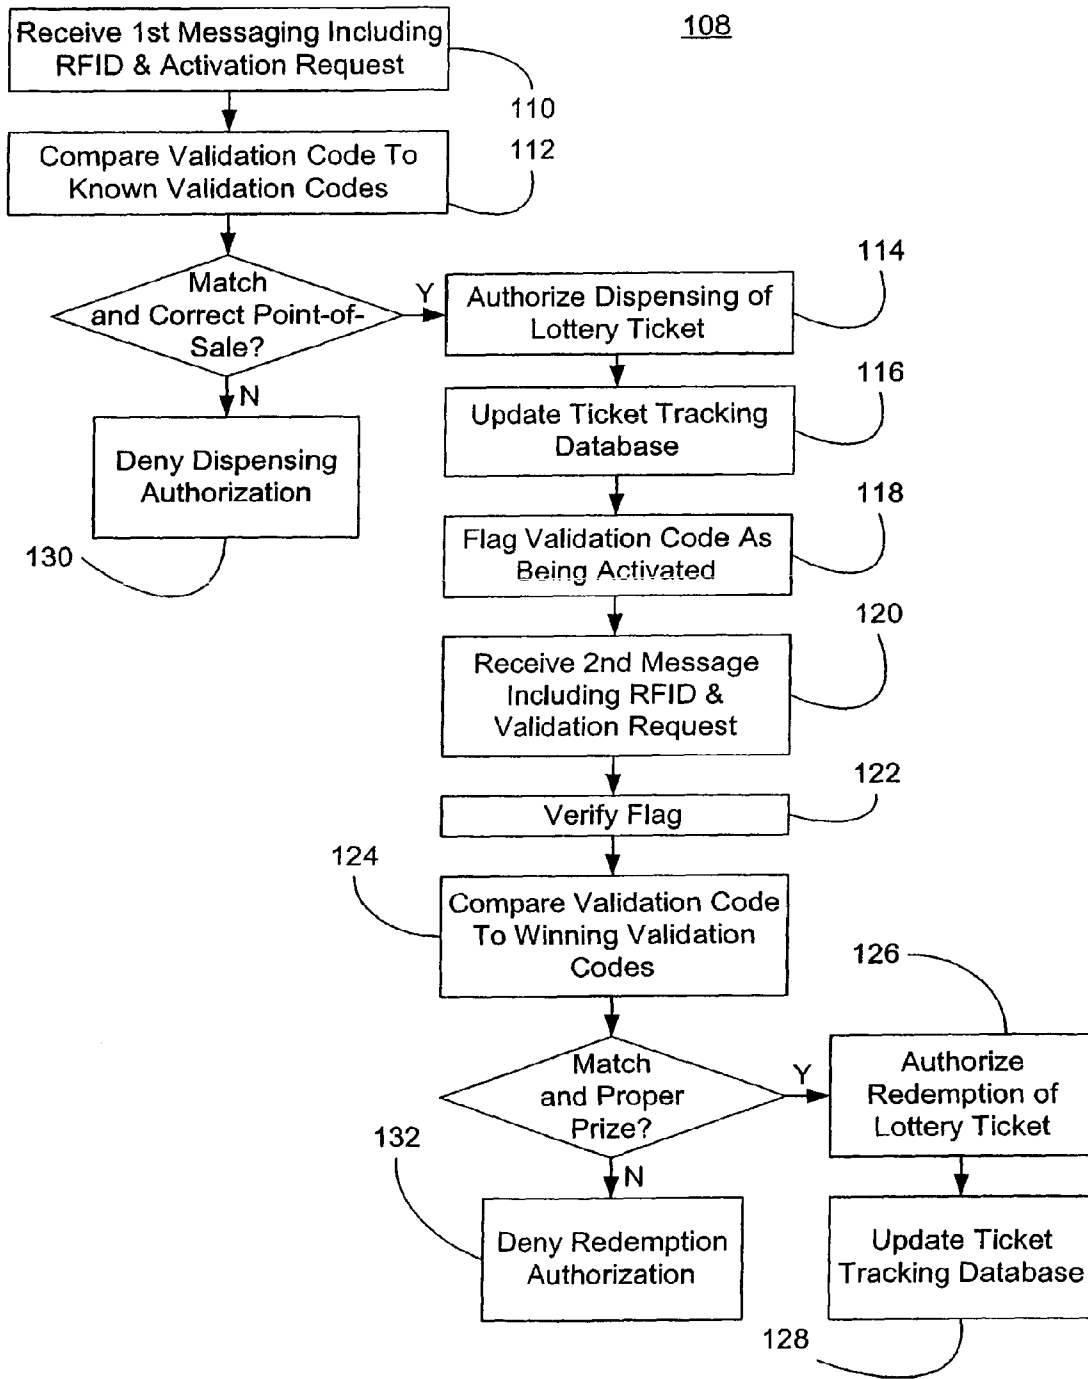 108
Receive 1st Messaging Including
RFID & Activation Request
110
Compare Validation Code To
Known Validation Codes
112
Match
and Correct Point-of-
Sale?
Y
N
Authorize Dispensing of
Lottery Ticket
114
Update Ticket Tracking
Database
116
Deny Dispensing
Authorization
130
Flag Validation Code As
Being Activated
118
Receive 2nd Message
Including RFID &
Validation Request
120
Verify Flag
122
124
Compare Validation Code
To Winning Validation
Codes
126
Match
and Proper
Prize?
Y
N
Authorize
Redemption of
Lottery Ticket
132
Deny Redemption
Authorization
Update Ticket
Tracking Database
128